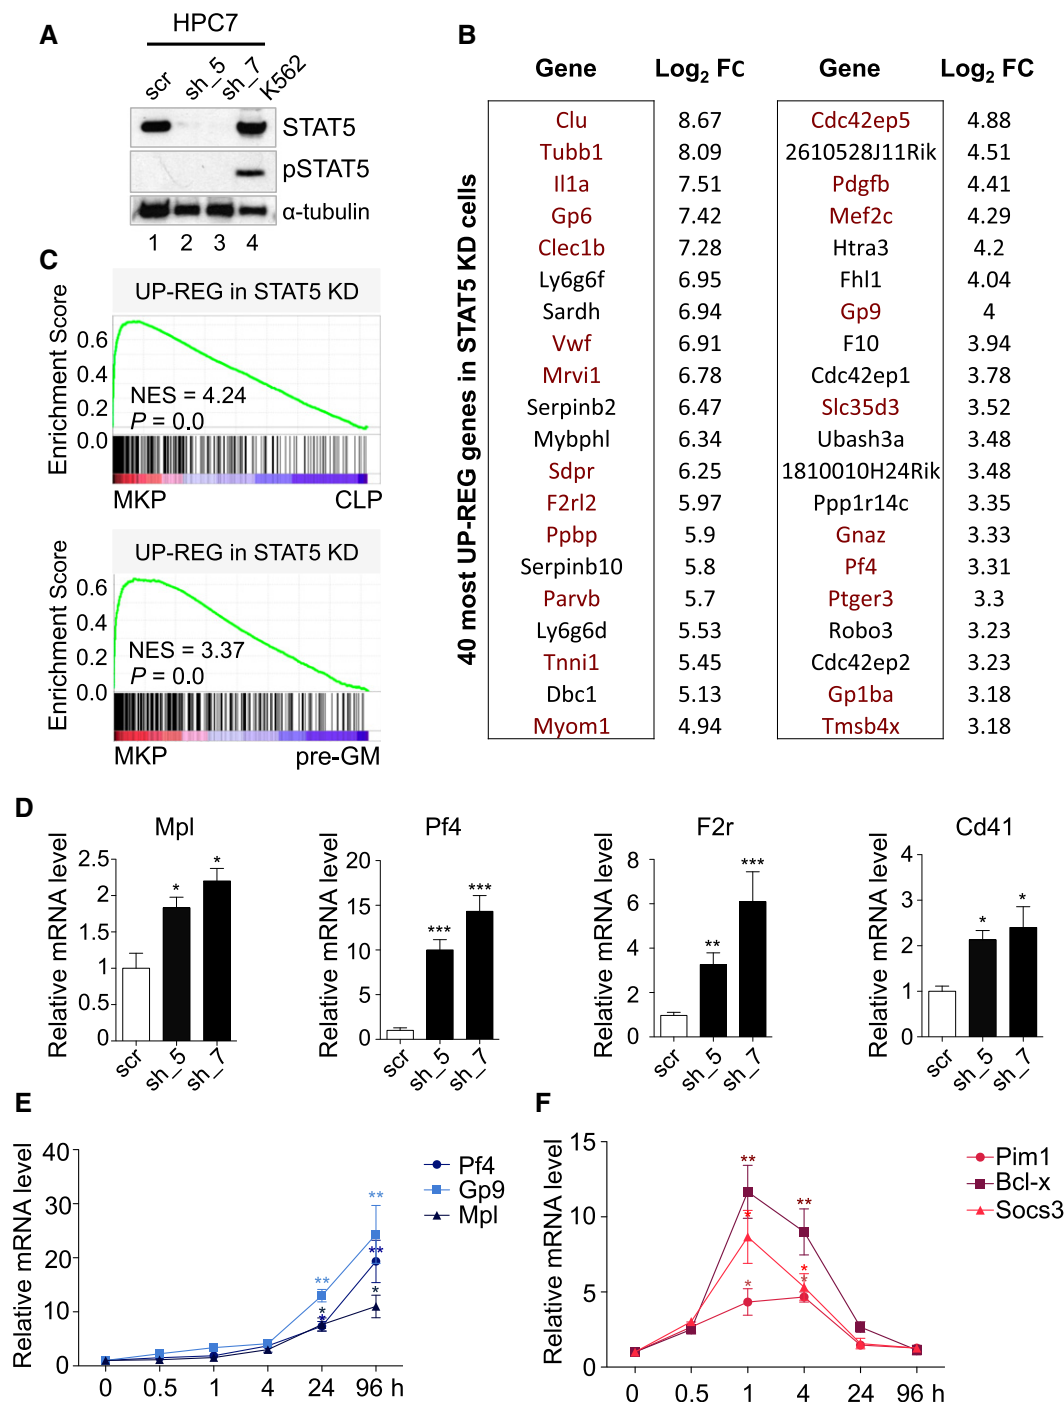 A
HPC7
scr sh_5 sh_7 K562
STAT5
pSTAT5
α-tubulin
1 2 3 4
B
Gene Log2 FC Gene Log2 FC
40 most UP-REG genes in STAT5 KD cells
Clu 8.67 Cdc42ep5 4.88
Tubb1 8.09 2610528J11Rik 4.51
Il1a 7.51 Pdgfb 4.41
Gp6 7.42 Mef2c 4.29
Clec1b 7.28 Htra3 4.2
Ly6g6f 6.95 Fhl1 4.04
Sardh 6.94 Gp9 4
Vwf 6.91 F10 3.94
Mrvi1 6.78 Cdc42ep1 3.78
Serpinb2 6.47 Slc35d3 3.52
Mybphl 6.34 Ubash3a 3.48
Sdpr 6.25 1810010H24Rik 3.48
F2rl2 5.97 Ppp1r14c 3.35
Ppbp 5.9 Gnaz 3.33
Serpinb10 5.8 Pf4 3.31
Parvb 5.7 Ptger3 3.3
Ly6g6d 5.53 Robo3 3.23
Tnni1 5.45 Cdc42ep2 3.23
Dbc1 5.13 Gp1ba 3.18
Myom1 4.94 Tmsb4x 3.18
C
UP-REG in STAT5 KD
Enrichment Score
0.6
0.4
0.2
0.0
NES = 4.24
P = 0.0
MKP CLP
UP-REG in STAT5 KD
Enrichment Score
0.6
0.4
0.2
0.0
NES = 3.37
P = 0.0
MKP pre-GM
D
Mpl
Relative mRNA level
2.5
2
1.5
1
0.5
0
* *
scr sh_5 sh_7
Pf4
Relative mRNA level
20
15
10
5
0
*** ***
scr sh_5 sh_7
F2r
Relative mRNA level
8
6
4
2
0
** ***
scr sh_5 sh_7
Cd41
Relative mRNA level
4
3
2
1
0
* *
scr sh_5 sh_7
E
Relative mRNA level
40
30
20
10
0
Pf4
Gp9
Mpl
**
**
*
**
*
*
0 0.5 1 4 24 96 h
F
Relative mRNA level
15
10
5
0
Pim1
Bcl-x
Socs3
**
*
*
**
*
*
0 0.5 1 4 24 96 h